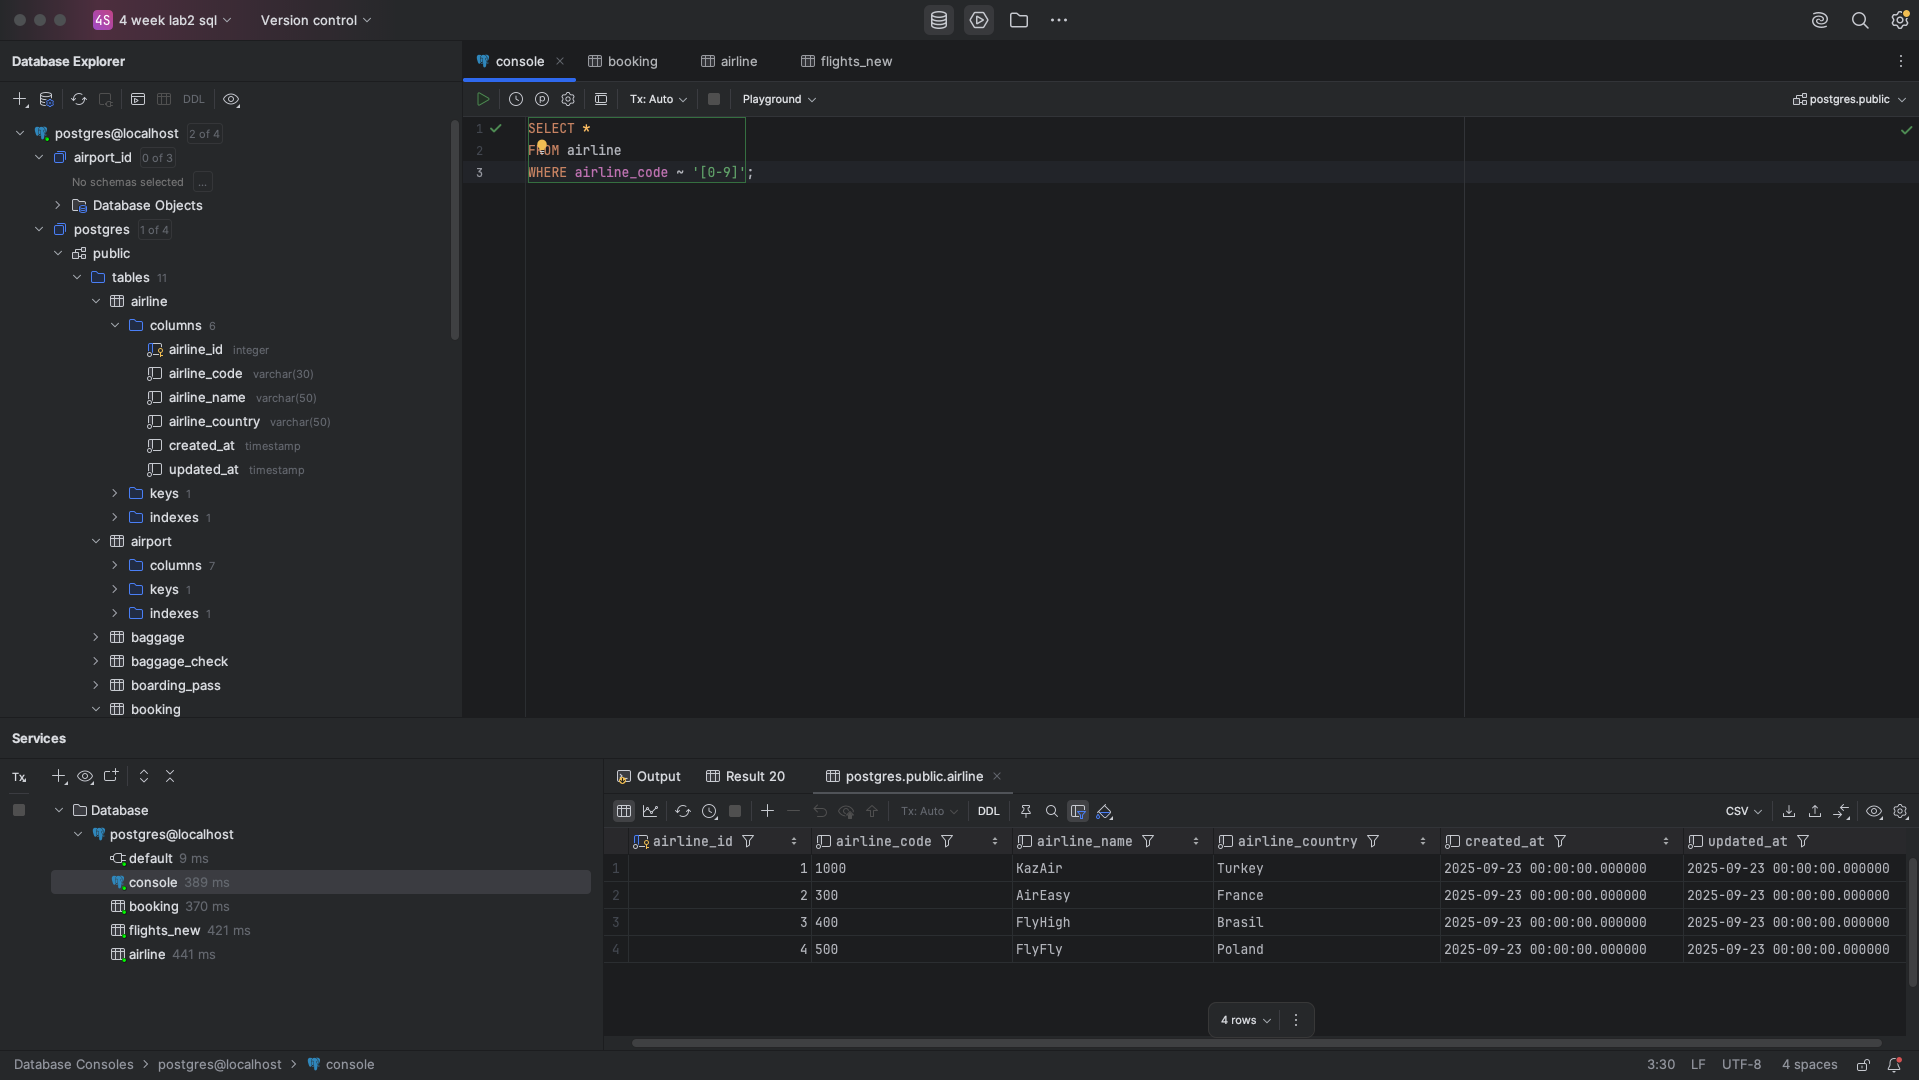 4S 4 week lab2 sql Version control
Database Explorer
DDL
postgres@localhost 2 of 4
airport_id 0 of 3
No schemas selected ...
Database Objects
postgres 1 of 4
public
tables 11
airline
columns 6
airline_id integer
airline_code varchar(30)
airline_name varchar(50)
airline_country varchar(50)
created_at timestamp
updated_at timestamp
keys 1
indexes 1
airport
columns 7
keys 1
indexes 1
baggage
baggage_check
boarding_pass
booking
console booking airline flights_new
Tx: Auto Playground postgres.public
1 SELECT *
2 FROM airline
3 WHERE airline_code ~ '[0-9]';
Services
Tx
Database
postgres@localhost
default 9 ms
console 389 ms
booking 370 ms
flights_new 421 ms
airline 441 ms
Output Result 20 postgres.public.airline
Tx: Auto DDL CSV
airline_id airline_code airline_name airline_country created_at updated_at
1 1 1000 KazAir Turkey 2025-09-23 00:00:00.000000 2025-09-23 00:00:00.000000
2 2 300 AirEasy France 2025-09-23 00:00:00.000000 2025-09-23 00:00:00.000000
3 3 400 FlyHigh Brasil 2025-09-23 00:00:00.000000 2025-09-23 00:00:00.000000
4 4 500 FlyFly Poland 2025-09-23 00:00:00.000000 2025-09-23 00:00:00.000000
4 rows
Database Consoles postgres@localhost console 3:30 LF UTF-8 4 spaces